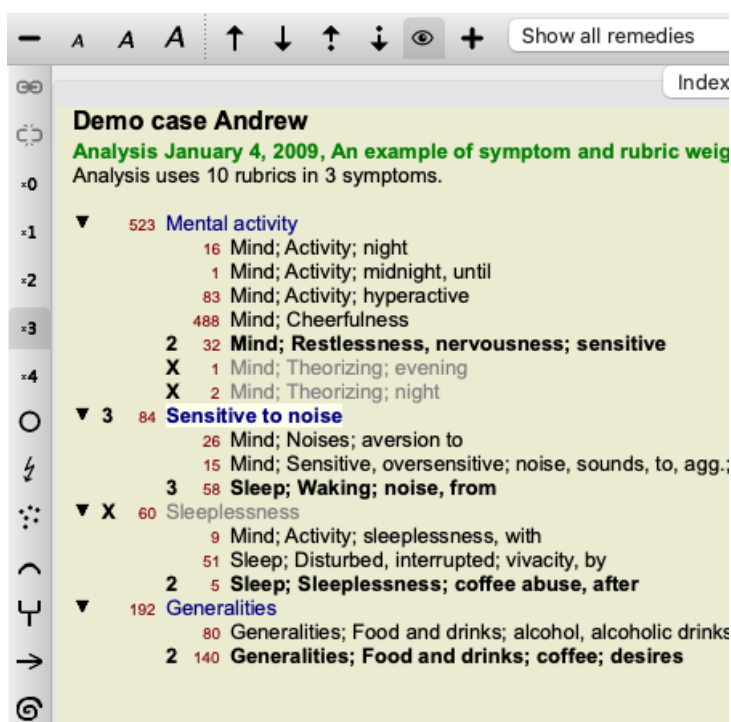 A A A Show all remedies
Index
Demo case Andrew
Analysis January 4, 2009, An example of symptom and rubric weig
Analysis uses 10 rubrics in 3 symptoms.
×0
×1
×2
×3
×4
523 Mental activity
16 Mind; Activity; night
1 Mind; Activity; midnight, until
83 Mind; Activity; hyperactive
488 Mind; Cheerfulness
2 32 Mind; Restlessness, nervousness; sensitive
X 1 Mind; Theorizing; evening
X 2 Mind; Theorizing; night
3 84 Sensitive to noise
26 Mind; Noises; aversion to
15 Mind; Sensitive, oversensitive; noise, sounds, to, agg.;
3 58 Sleep; Waking; noise, from
X 60 Sleeplessness
9 Mind; Activity; sleeplessness, with
51 Sleep; Disturbed, interrupted; vivacity, by
2 5 Sleep; Sleeplessness; coffee abuse, after
192 Generalities
80 Generalities; Food and drinks; alcohol, alcoholic drinks
2 140 Generalities; Food and drinks; coffee; desires